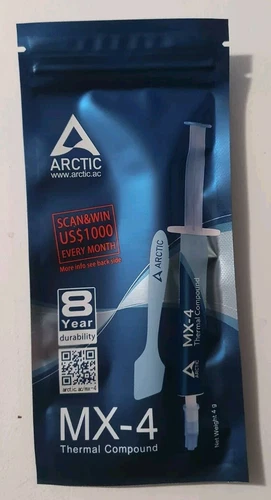 ARCTIC
www.arctic.ac
SCAN&WIN
US$1000
EVERY MONTH
More info see back side
8
Year
durability
ARCTIC
MX-4
Thermal Compound
ARCTIC
MX-4
Thermal Compound
Net Weight 4 g